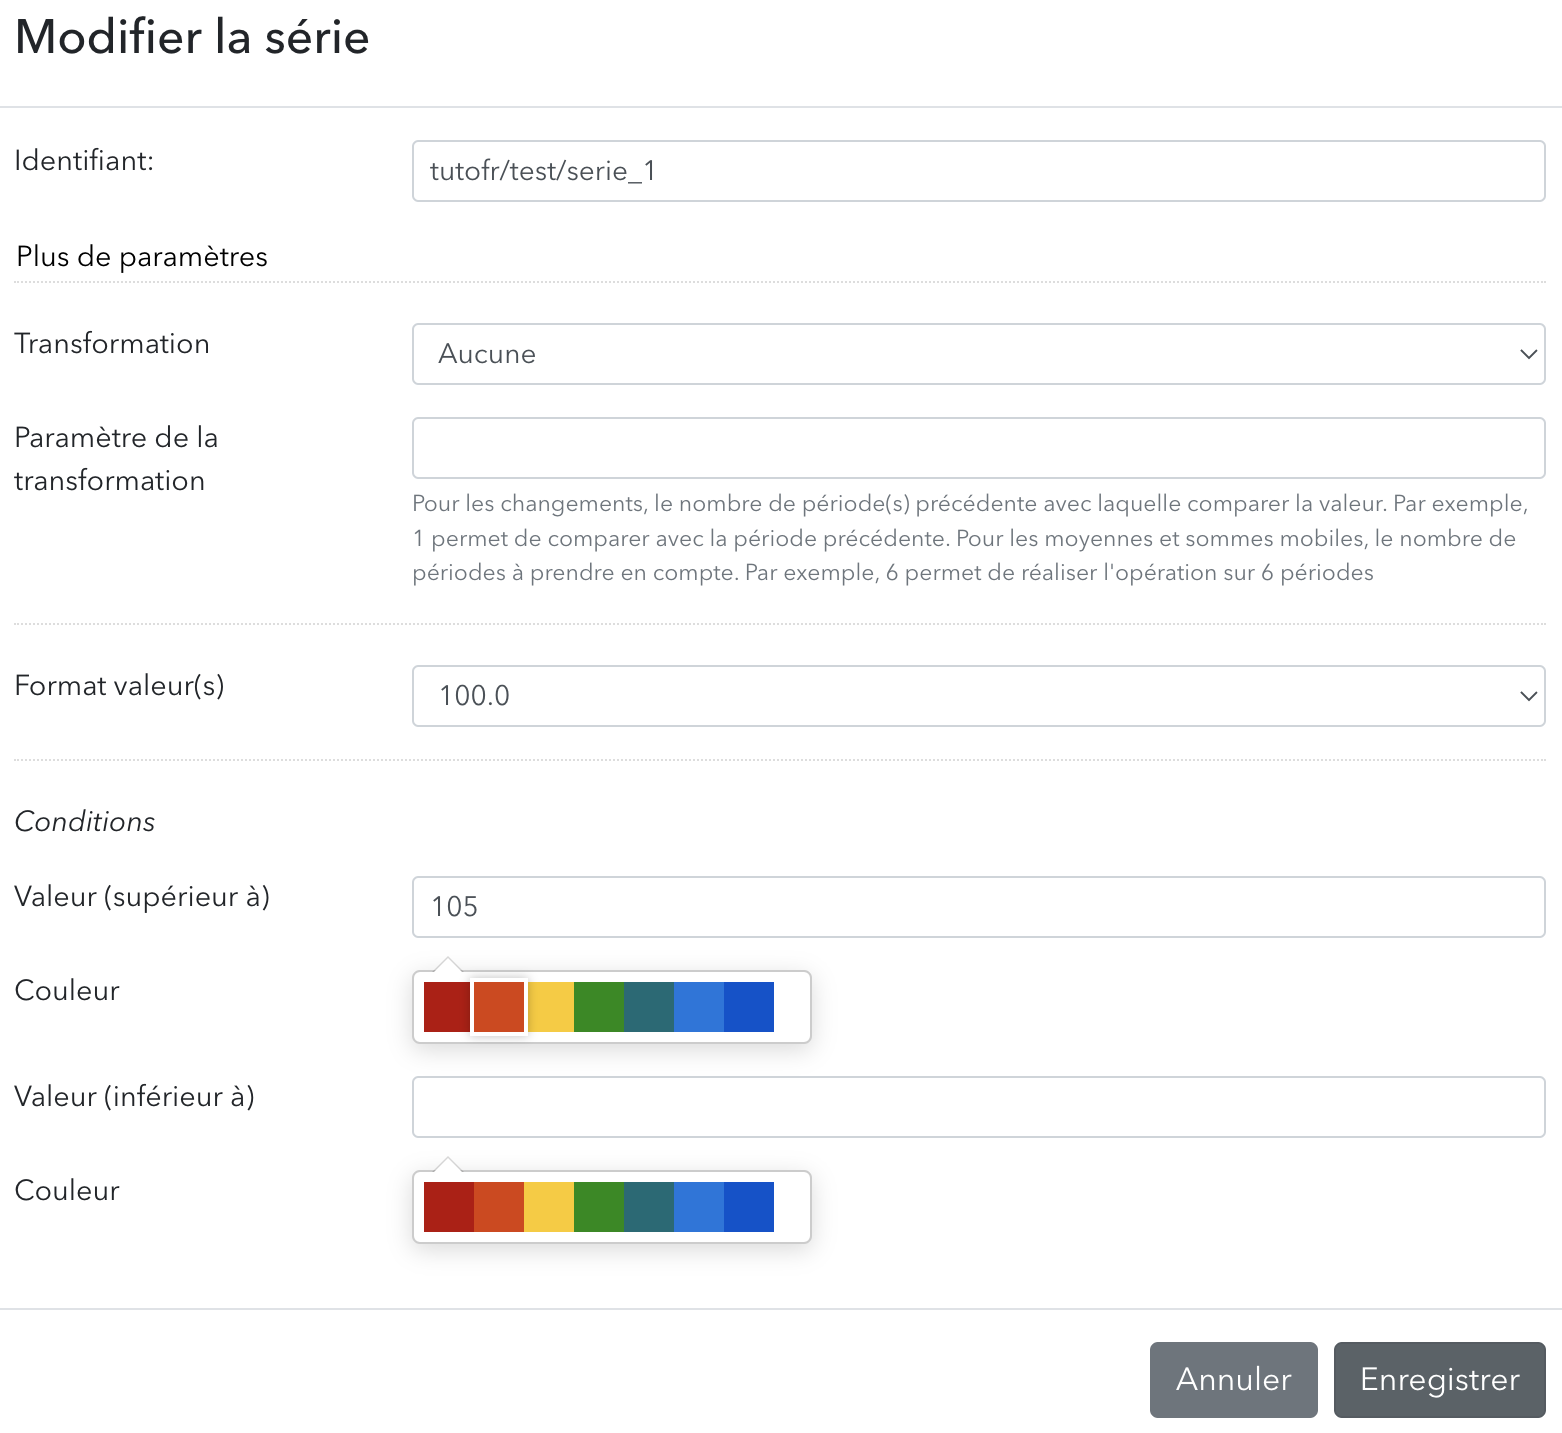 Modifier la série
Identifiant:
tutofr/test/serie_1
Plus de paramètres
Transformation
Aucune
Paramètre de la
transformation
Pour les changements, le nombre de période(s) précédente avec laquelle comparer la valeur. Par exemple,
1 permet de comparer avec la période précédente. Pour les moyennes et sommes mobiles, le nombre de
périodes à prendre en compte. Par exemple, 6 permet de réaliser l'opération sur 6 périodes
Format valeur(s)
100.0
Conditions
Valeur (supérieur à)
105
Couleur
Valeur (inférieur à)
Couleur
Annuler
Enregistrer